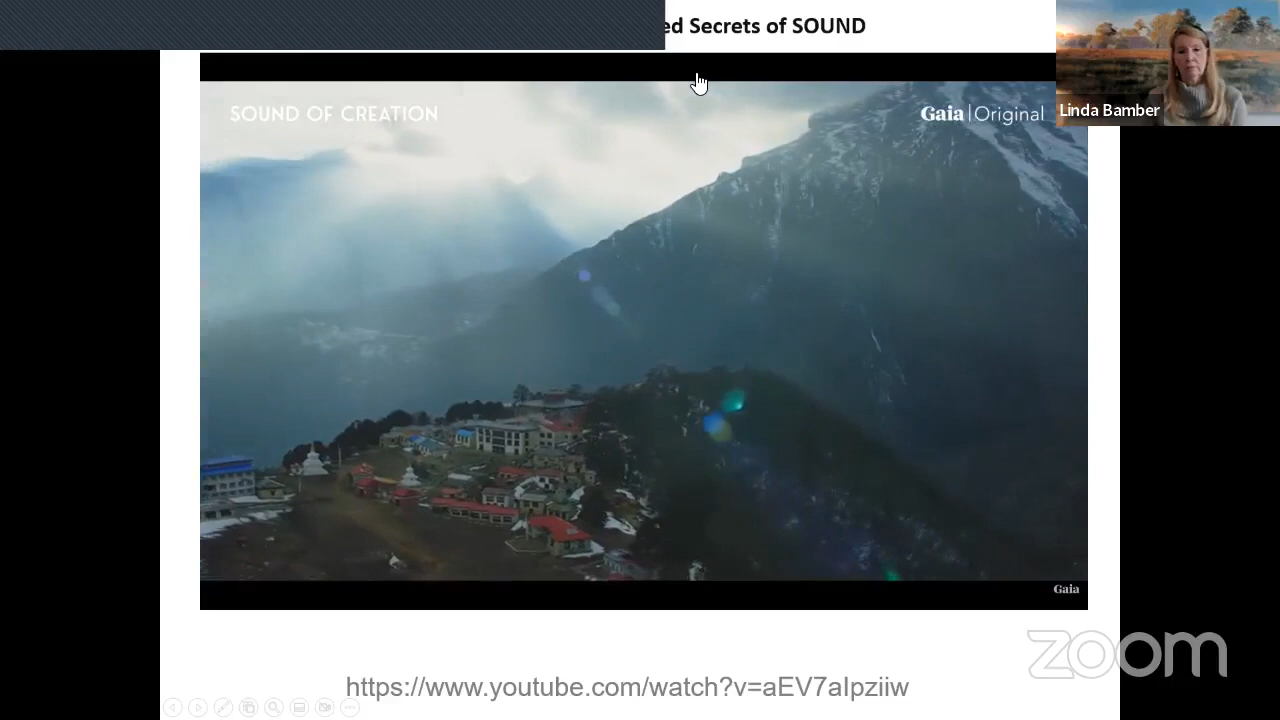 ed Secrets of SOUND
SOUND OF CREATION
Gaia|Original
Linda Bamber
Gaia
zoom
https://www.youtube.com/watch?v=aEV7aIpziiw